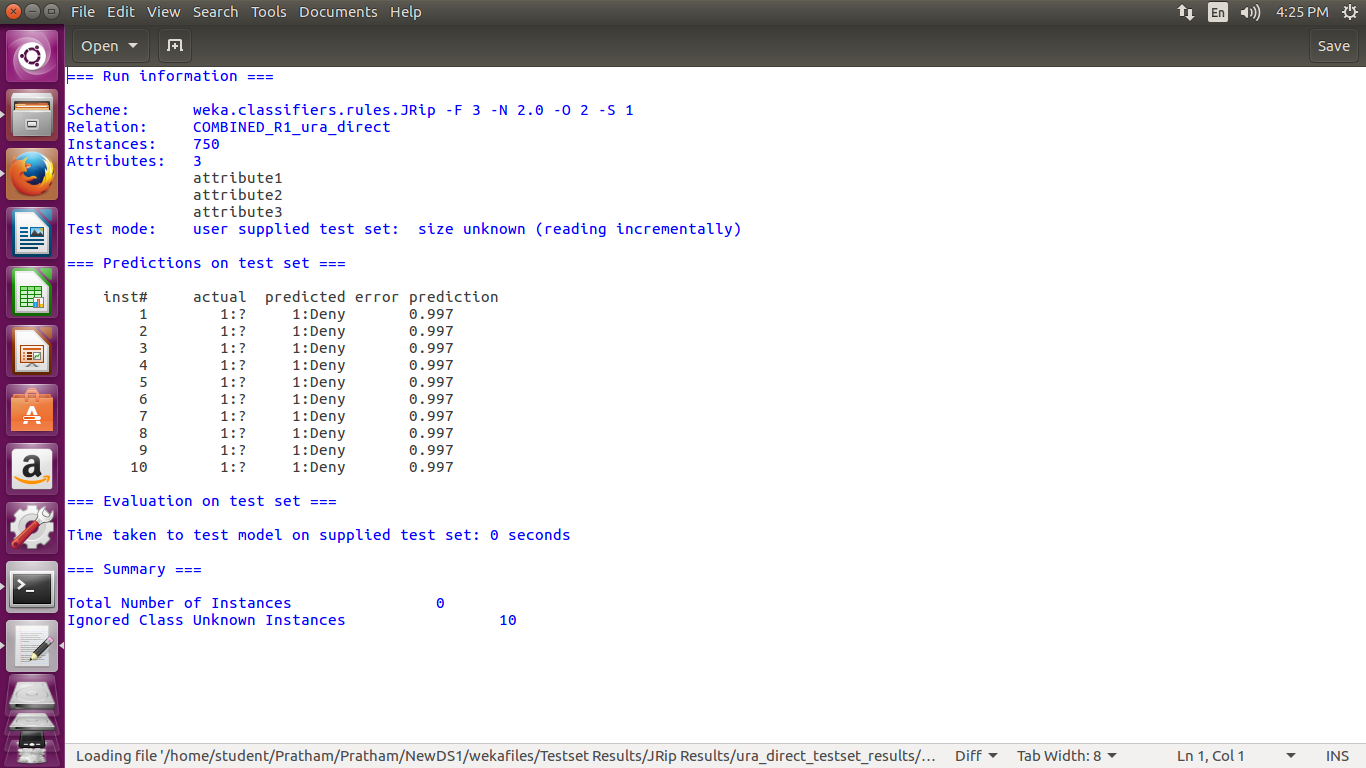 File Edit View Search Tools Documents Help En 4:25 PM
Open Save
=== Run information ===
Scheme: weka.classifiers.rules.JRip -F 3 -N 2.0 -O 2 -S 1
Relation: COMBINED_R1_ura_direct
Instances: 750
Attributes: 3
attribute1
attribute2
attribute3
Test mode: user supplied test set: size unknown (reading incrementally)
=== Predictions on test set ===
inst# actual predicted error prediction
1 1:? 1:Deny 0.997
2 1:? 1:Deny 0.997
3 1:? 1:Deny 0.997
4 1:? 1:Deny 0.997
5 1:? 1:Deny 0.997
6 1:? 1:Deny 0.997
7 1:? 1:Deny 0.997
8 1:? 1:Deny 0.997
9 1:? 1:Deny 0.997
10 1:? 1:Deny 0.997
=== Evaluation on test set ===
Time taken to test model on supplied test set: 0 seconds
=== Summary ===
Total Number of Instances 0
Ignored Class Unknown Instances 10
Loading file '/home/student/Pratham/Pratham/NewDS1/wekafiles/Testset Results/JRip Results/ura_direct_testset_results/… Diff Tab Width: 8 Ln 1, Col 1 INS